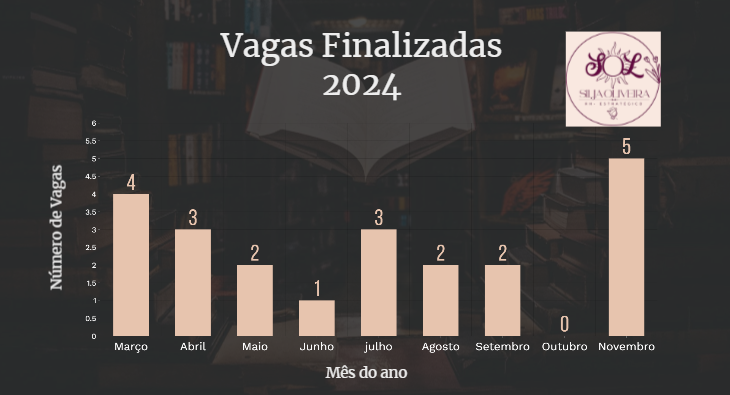 Vagas Finalizadas
2024
SOL
SILJA OLIVEIRA
Número de Vagas
6
5.5
5
4.5
4
3.5
3
2.5
2
1.5
1
0.5
0
4
3
2
1
3
2
2
0
5
Março
Abril
Maio
Junho
julho
Agosto
Setembro
Outubro
Novembro
Mês do ano